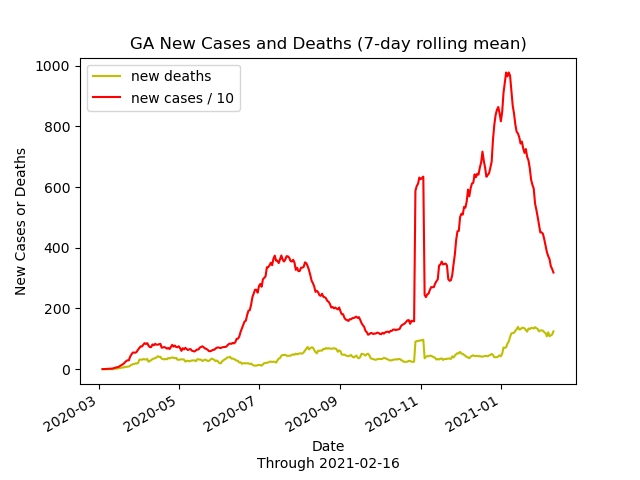 GA New Cases and Deaths (7-day rolling mean)
new deaths
new cases / 10
New Cases or Deaths
1000
800
600
400
200
0
2020-03
2020-05
2020-07
2020-09
2020-11
2021-01
Date
Through 2021-02-16